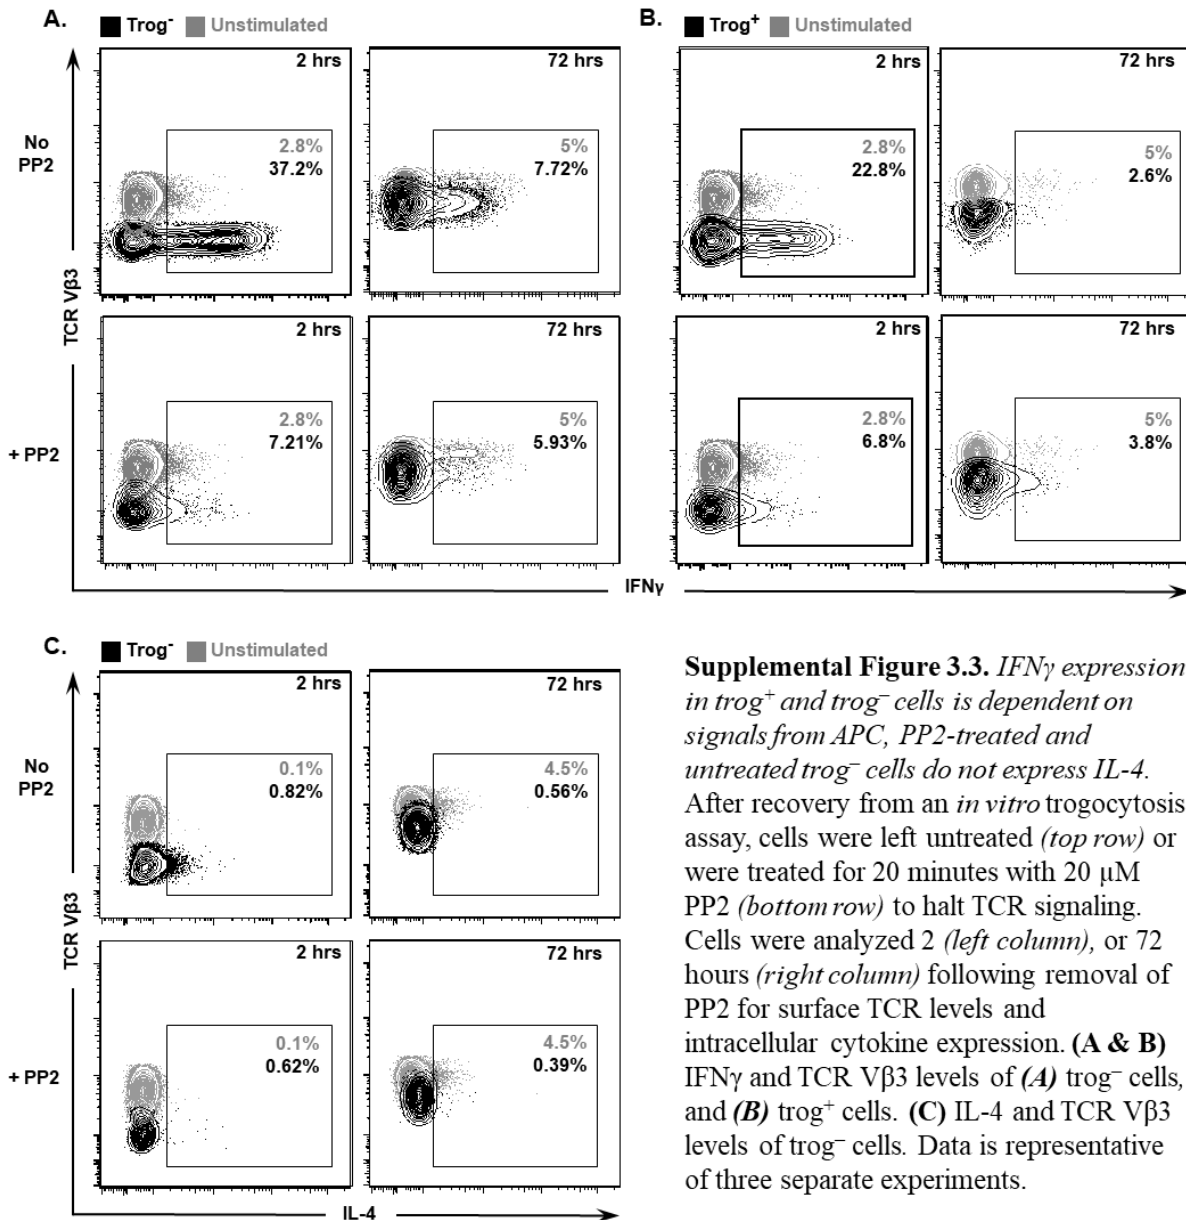 A.
Trog⁻ Unstimulated
B.
Trog⁺ Unstimulated
TCR Vβ3
No
PP2
2 hrs
2.8%
37.2%
72 hrs
5%
7.72%
2 hrs
2.8%
22.8%
72 hrs
5%
2.6%
+ PP2
2 hrs
2.8%
7.21%
72 hrs
5%
5.93%
2 hrs
2.8%
6.8%
72 hrs
5%
3.8%
IFNγ
C.
Trog⁻ Unstimulated
TCR Vβ3
No
PP2
2 hrs
0.1%
0.82%
72 hrs
4.5%
0.56%
+ PP2
2 hrs
0.1%
0.62%
72 hrs
4.5%
0.39%
IL-4
Supplemental Figure 3.3. IFNγ expression
in trog⁺ and trog⁻ cells is dependent on
signals from APC, PP2-treated and
untreated trog⁻ cells do not express IL-4.
After recovery from an in vitro trogocytosis
assay, cells were left untreated (top row) or
were treated for 20 minutes with 20 µM
PP2 (bottom row) to halt TCR signaling.
Cells were analyzed 2 (left column), or 72
hours (right column) following removal of
PP2 for surface TCR levels and
intracellular cytokine expression. (A & B)
IFNγ and TCR Vβ3 levels of (A) trog⁻ cells,
and (B) trog⁺ cells. (C) IL-4 and TCR Vβ3
levels of trog⁻ cells. Data is representative
of three separate experiments.